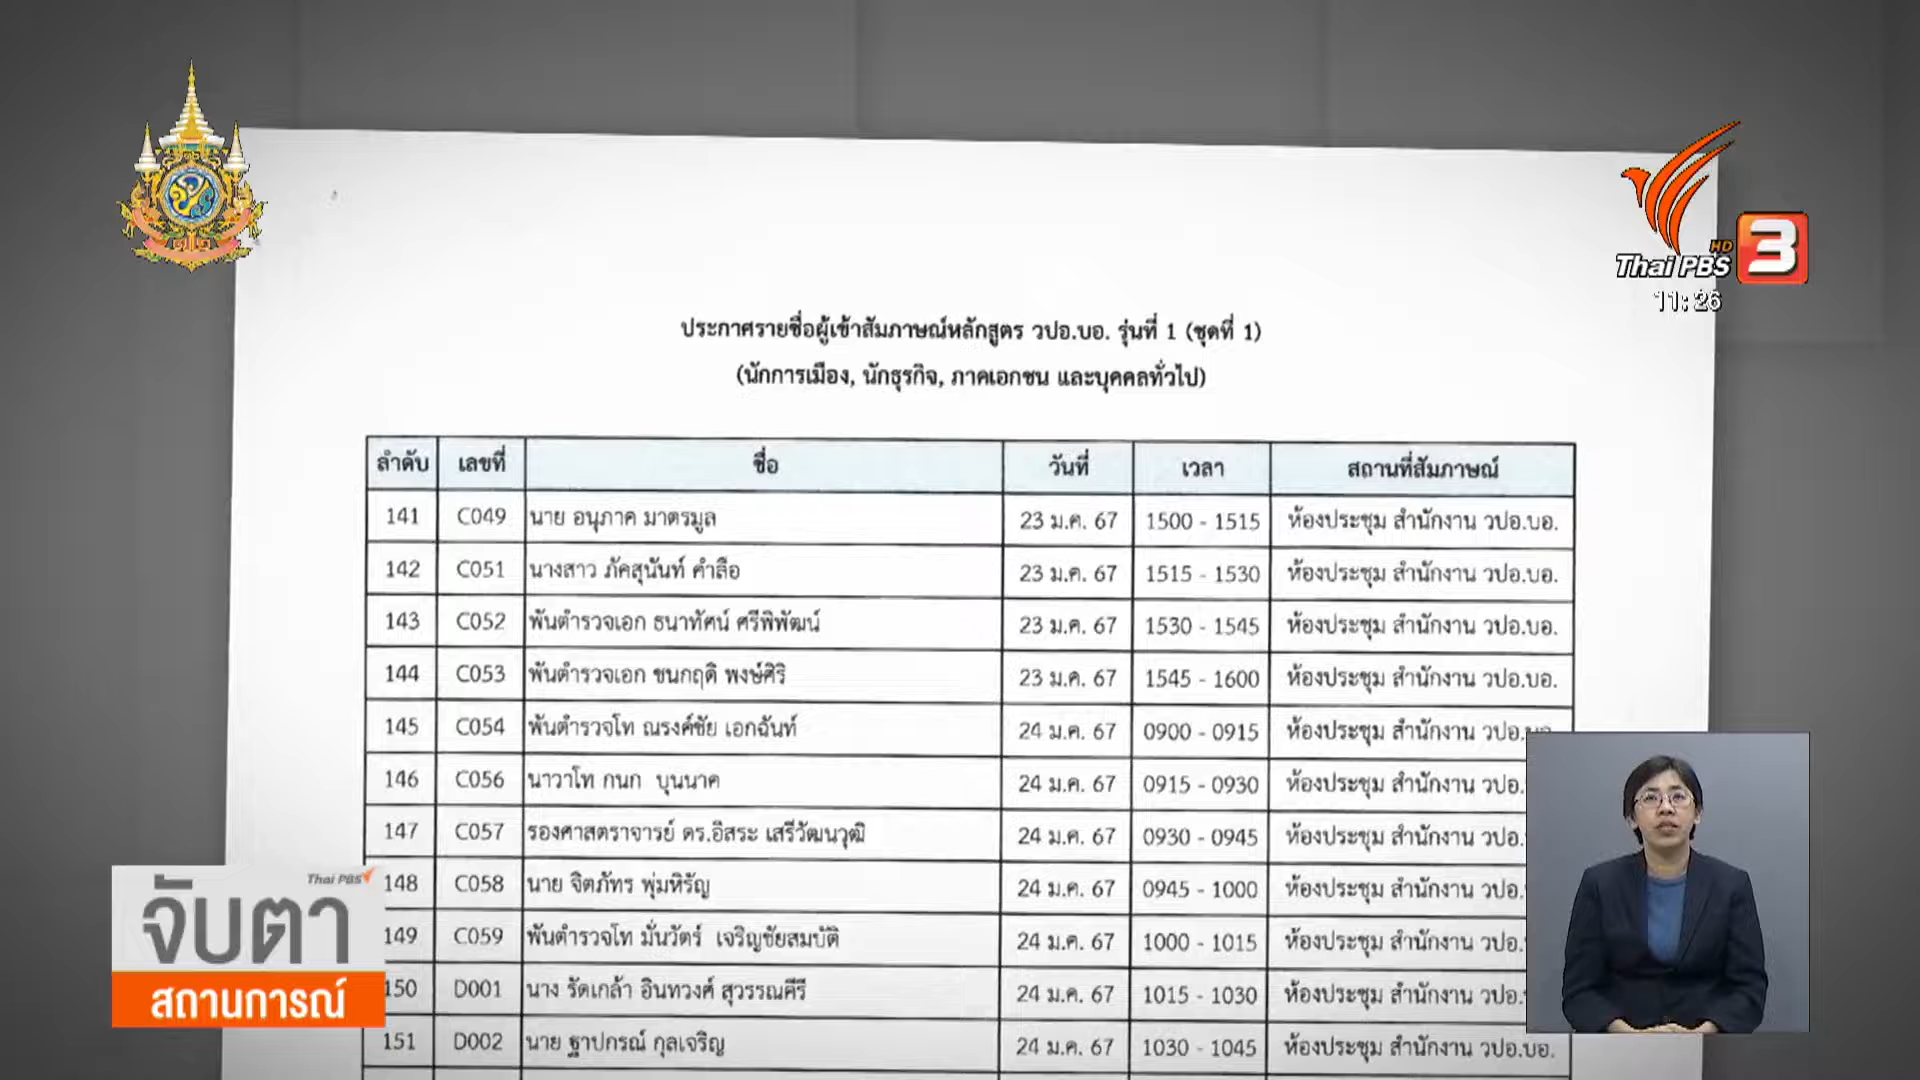 Thai PBS HD 3
11:26
ประกาศรายชื่อผู้เข้าสัมภาษณ์หลักสูตร วปอ.บอ. รุ่นที่ 1 (ชุดที่ 1)
(นักการเมือง, นักธุรกิจ, ภาคเอกชน และบุคคลทั่วไป)
ลำดับ เลขที่ ชื่อ วันที่ เวลา สถานที่สัมภาษณ์
141 C049 นาย อนุภาค มาตรมูล 23 ม.ค. 67 1500 - 1515 ห้องประชุม สำนักงาน วปอ.บอ.
142 C051 นางสาว ภัคสุนันท์ คำลือ 23 ม.ค. 67 1515 - 1530 ห้องประชุม สำนักงาน วปอ.บอ.
143 C052 พันตำรวจเอก ธนาทัศน์ ศรีพิพัฒน์ 23 ม.ค. 67 1530 - 1545 ห้องประชุม สำนักงาน วปอ.บอ.
144 C053 พันตำรวจเอก ชนกฤดิ พงษ์ศิริ 23 ม.ค. 67 1545 - 1600 ห้องประชุม สำนักงาน วปอ.บอ.
145 C054 พันตำรวจโท ณรงค์ชัย เอกฉันท์ 24 ม.ค. 67 0900 - 0915 ห้องประชุม สำนักงาน วปอ.บอ.
146 C056 นาวาโท กนก บุนนาค 24 ม.ค. 67 0915 - 0930 ห้องประชุม สำนักงาน วปอ.
147 C057 รองศาสตราจารย์ ดร.อิสระ เสรีวัฒนวุฒิ 24 ม.ค. 67 0930 - 0945 ห้องประชุม สำนักงาน วปอ.
148 C058 นาย จิตภัทร พุ่มหิรัญ 24 ม.ค. 67 0945 - 1000 ห้องประชุม สำนักงาน วปอ.
149 C059 พันตำรวจโท มั่นวัตร์ เจริญชัยสมบัติ 24 ม.ค. 67 1000 - 1015 ห้องประชุม สำนักงาน วปอ.
150 D001 นาง รัดเกล้า อินทวงศ์ สุวรรณคีรี 24 ม.ค. 67 1015 - 1030 ห้องประชุม สำนักงาน วปอ.
151 D002 นาย ฐาปกรณ์ กุลเจริญ 24 ม.ค. 67 1030 - 1045 ห้องประชุม สำนักงาน วปอ.บอ.
Thai PBS
จับตา
สถานการณ์